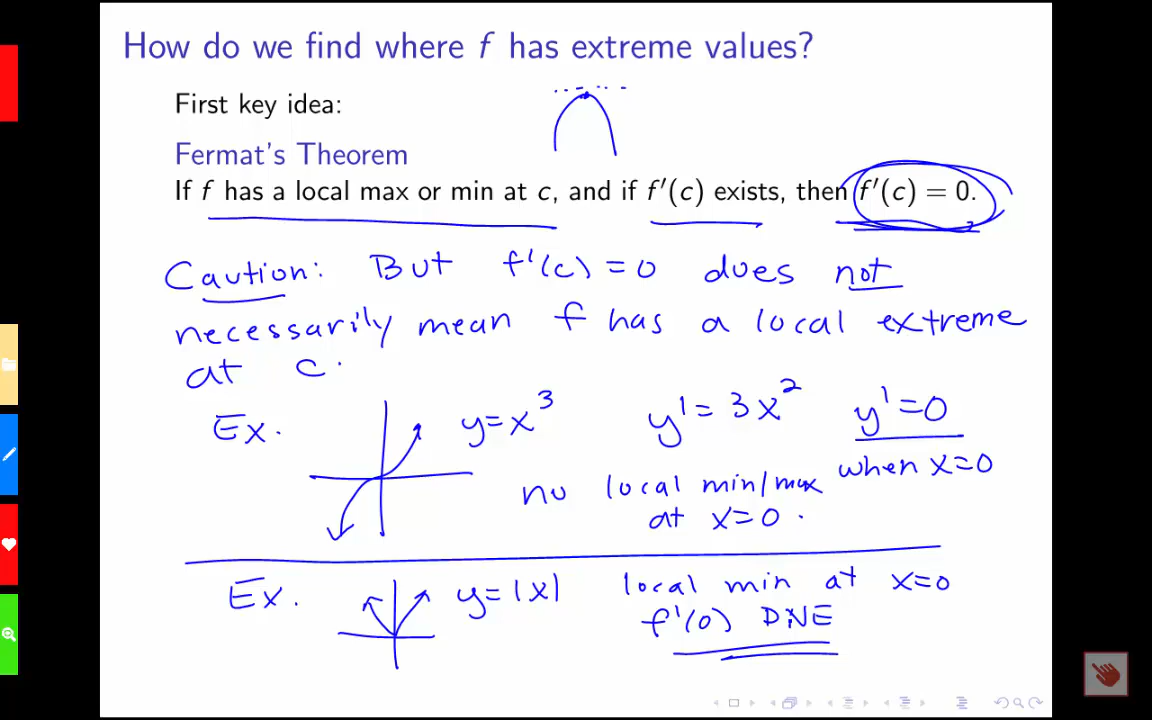 How do we find where f has extreme values?
First key idea:
Fermat's Theorem
If f has a local max or min at c, and if f′(c) exists, then f′(c) = 0.
Caution: But f'(c) = 0 does not
necessarily mean f has a local extreme
at c.
Ex. y=x³ y' = 3x² y'=0
when x=0
no local min/max
at x=0.
Ex. y=|x| local min at x=0
f'(0) DNE